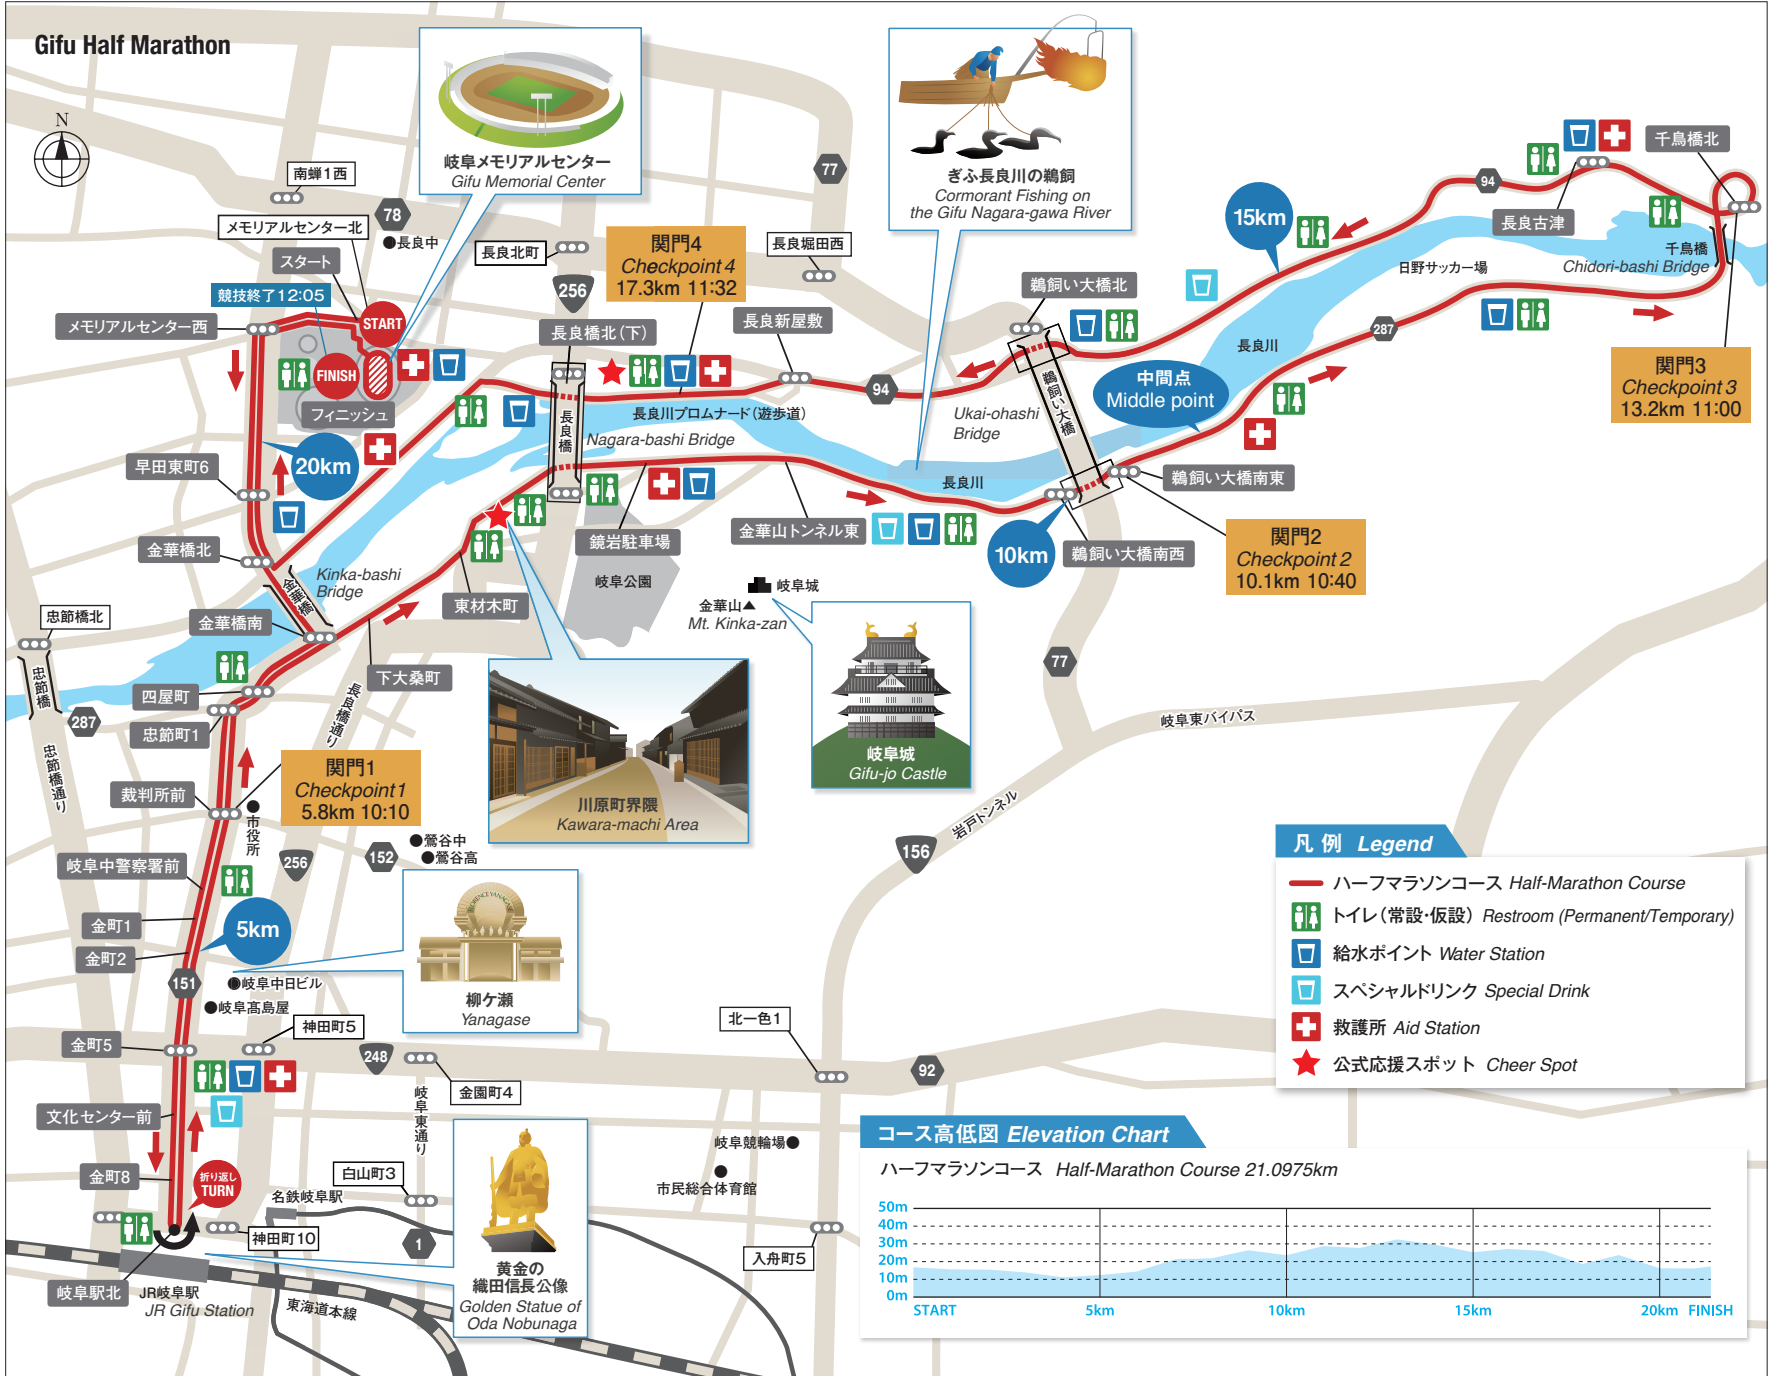 Gifu Half Marathon
N
岐阜メモリアルセンター
Gifu Memorial Center
ぎふ長良川の鵜飼
Cormorant Fishing on
the Gifu Nagara-gawa River
南蝉1西
78
長良中
メモリアルセンター北
スタート
競技終了12:05
メモリアルセンター西
START
FINISH
フィニッシュ
長良北町
256
長良橋北(下)
関門4
Checkpoint 4
17.3km 11:32
77
長良堀田西
長良新屋敷
94
鵜飼い大橋北
15km
94
長良古津
千鳥橋北
千鳥橋
Chidori-bashi Bridge
日野サッカー場
287
長良川
関門3
Checkpoint 3
13.2km 11:00
中間点
Middle point
Ukai-ohashi
Bridge
鵜飼い大橋
長良川プロムナード(遊歩道)
長良橋
Nagara-bashi Bridge
長良川
鵜飼い大橋南東
関門2
Checkpoint 2
10.1km 10:40
10km
鵜飼い大橋南西
金華山トンネル東
鏡岩駐車場
岐阜公園
早田東町6
20km
金華橋北
金華橋
Kinka-bashi
Bridge
金華橋南
東材木町
下大桑町
忠節橋北
忠節橋
287
忠節橋通り
四屋町
忠節町1
長良橋通り
岐阜城
金華山▲
Mt. Kinka-zan
岐阜城
Gifu-jo Castle
川原町界隈
Kawara-machi Area
77
岐阜東バイパス
岩戸トンネル
156
関門1
Checkpoint1
5.8km 10:10
裁判所前
市役所
岐阜中警察署前
256
152
鶯谷中
鶯谷高
金町1
金町2
5km
151
岐阜中日ビル
岐阜髙島屋
FLORENCE YANAGASE
柳ケ瀬
Yanagase
金町5
神田町5
248
金園町4
北一色1
92
文化センター前
岐阜東通り
金町8
折り返し
TURN
白山町3
名鉄岐阜駅
神田町10
1
岐阜競輪場
市民総合体育館
入舟町5
岐阜駅北
JR岐阜駅
JR Gifu Station
東海道本線
黄金の
織田信長公像
Golden Statue of
Oda Nobunaga
凡 例 Legend
ハーフマラソンコース Half-Marathon Course
トイレ(常設・仮設) Restroom (Permanent/Temporary)
給水ポイント Water Station
スペシャルドリンク Special Drink
救護所 Aid Station
公式応援スポット Cheer Spot
コース高低図 Elevation Chart
ハーフマラソンコース Half-Marathon Course 21.0975km
50m
40m
30m
20m
10m
0m
START 5km 10km 15km 20km FINISH